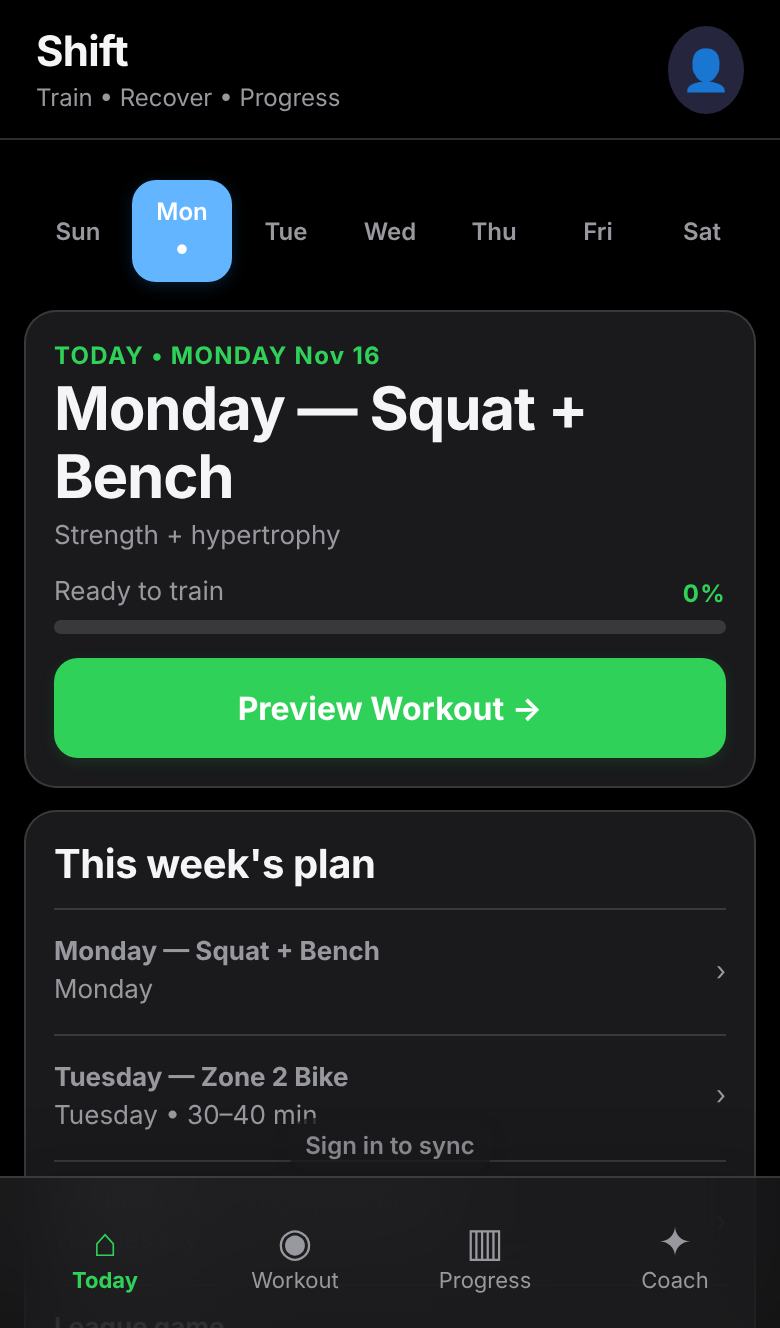 Shift
Train • Recover • Progress
Sun
Mon
•
Tue
Wed
Thu
Fri
Sat
TODAY • MONDAY Nov 16
Monday — Squat +
Bench
Strength + hypertrophy
Ready to train
0%
Preview Workout →
This week's plan
Monday — Squat + Bench
Monday
›
Tuesday — Zone 2 Bike
Tuesday • 30–40 min
›
Sign in to sync
Today
Workout
Progress
Coach
League game